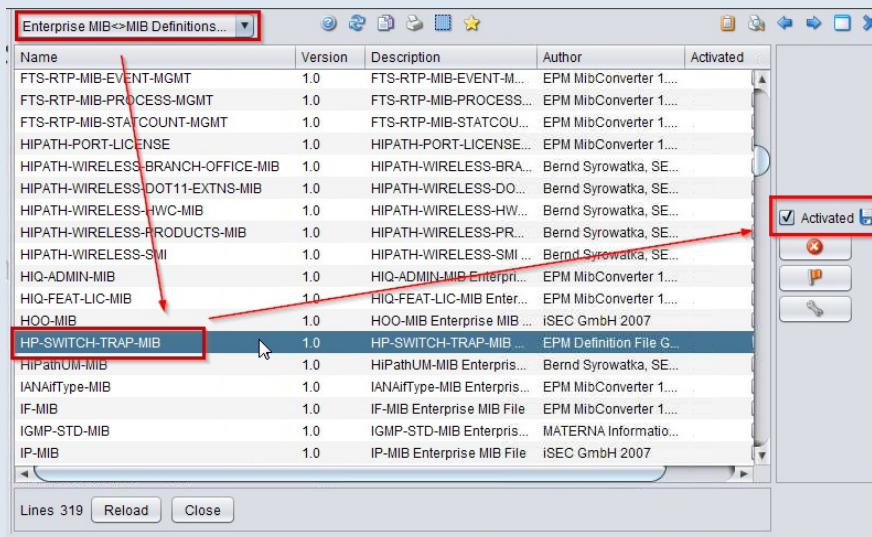 Enterprise MIB<>MIB Definitions...
Name Version Description Author Activated
FTS-RTP-MIB-EVENT-MGMT 1.0 FTS-RTP-MIB-EVENT-M... EPM MibConverter 1....
FTS-RTP-MIB-PROCESS-MGMT 1.0 FTS-RTP-MIB-PROCESS... EPM MibConverter 1....
FTS-RTP-MIB-STATCOUNT-MGMT 1.0 FTS-RTP-MIB-STATCOU... EPM MibConverter 1....
HIPATH-PORT-LICENSE 1.0 HIPATH-PORT-LICENSE... EPM MibConverter 1....
HIPATH-WIRELESS-BRANCH-OFFICE-MIB 1.0 HIPATH-WIRELESS-BRA... Bernd Syrowatka, SE...
HIPATH-WIRELESS-DOT11-EXTNS-MIB 1.0 HIPATH-WIRELESS-DO... Bernd Syrowatka, SE...
HIPATH-WIRELESS-HWC-MIB 1.0 HIPATH-WIRELESS-HW... Bernd Syrowatka, SE...
HIPATH-WIRELESS-PRODUCTS-MIB 1.0 HIPATH-WIRELESS-PR... Bernd Syrowatka, SE...
HIPATH-WIRELESS-SMI 1.0 HIPATH-WIRELESS-SMI ... Bernd Syrowatka, SE...
HIQ-ADMIN-MIB 1.0 HIQ-ADMIN-MIB Enterpri... EPM MibConverter 1....
HIQ-FEAT-LIC-MIB 1.0 HIQ-FEAT-LIC-MIB Enter... EPM MibConverter 1....
HOO-MIB 1.0 HOO-MIB Enterprise MIB ... iSEC GmbH 2007
HP-SWITCH-TRAP-MIB 1.0 HP-SWITCH-TRAP-MIB ... EPM Definition File G...
HiPathUM-MIB 1.0 HiPathUM-MIB Enterpris... Bernd Syrowatka, SE...
IANAifType-MIB 1.0 IANAifType-MIB Enterpris... EPM MibConverter 1....
IF-MIB 1.0 IF-MIB Enterprise MIB File EPM MibConverter 1....
IGMP-STD-MIB 1.0 IGMP-STD-MIB Enterpris... MATERNA Informatio...
IP-MIB 1.0 IP-MIB Enterprise MIB File iSEC GmbH 2007
Activated
Lines 319 Reload Close